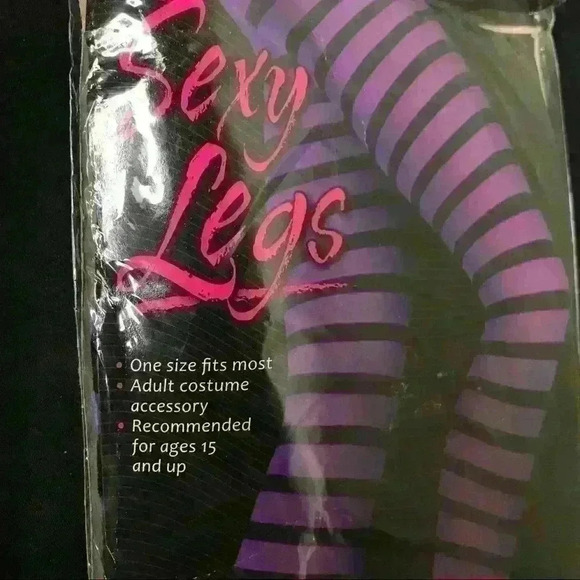 Sexy
Legs
• One size fits most
• Adult costume
accessory
• Recommended
for ages 15
and up